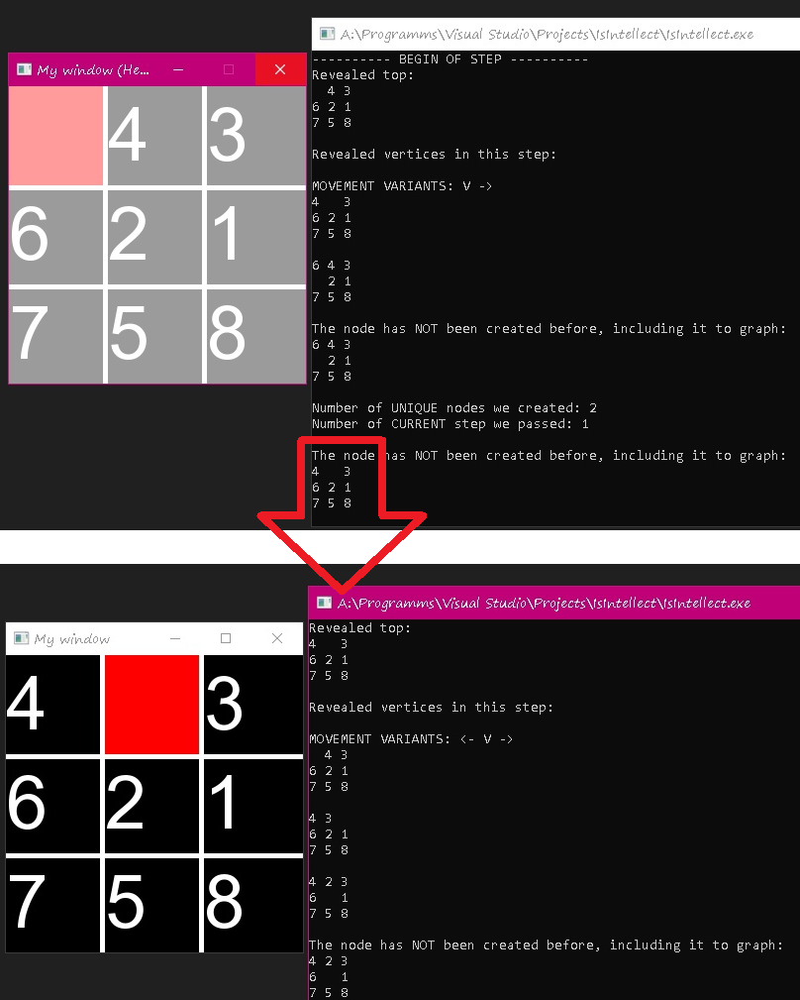 My window (He...
4 3
6 2 1
7 5 8
A:\Programms\Visual Studio\Projects\IsIntellect\IsIntellect.exe
---------- BEGIN OF STEP ----------
Revealed top:
  4 3
6 2 1
7 5 8
Revealed vertices in this step:
MOVEMENT VARIANTS: V ->
4   3
6 2 1
7 5 8
6 4 3
  2 1
7 5 8
The node has NOT been created before, including it to graph:
6 4 3
  2 1
7 5 8
Number of UNIQUE nodes we created: 2
Number of CURRENT step we passed: 1
The node has NOT been created before, including it to graph:
4   3
6 2 1
7 5 8
My window
4 3
6 2 1
7 5 8
A:\Programms\Visual Studio\Projects\IsIntellect\IsIntellect.exe
Revealed top:
4   3
6 2 1
7 5 8
Revealed vertices in this step:
MOVEMENT VARIANTS: <- V ->
  4 3
6 2 1
7 5 8
4 3
6 2 1
7 5 8
4 2 3
6   1
7 5 8
The node has NOT been created before, including it to graph:
4 2 3
6   1
7 5 8